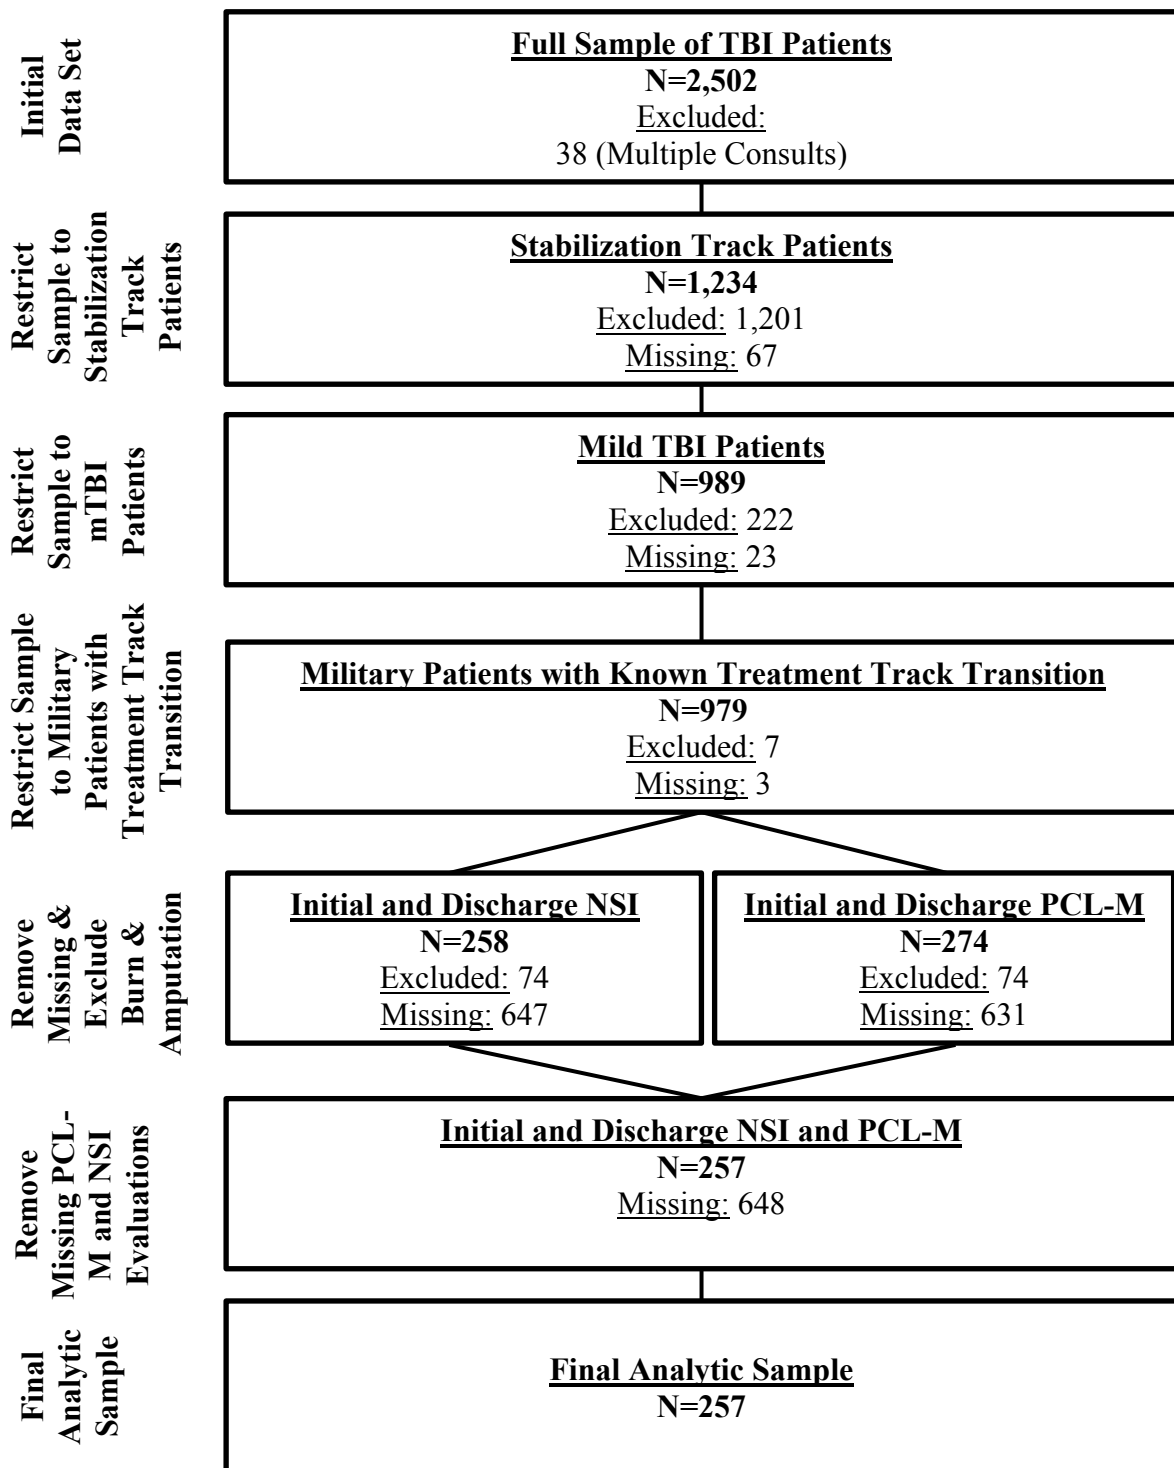 Initial
Data Set
Full Sample of TBI Patients
N=2,502
Excluded:
38 (Multiple Consults)
Restrict
Sample to
Stabilization
Track
Patients
Stabilization Track Patients
N=1,234
Excluded: 1,201
Missing: 67
Restrict
Sample to
mTBI
Patients
Mild TBI Patients
N=989
Excluded: 222
Missing: 23
Restrict Sample
to Military
Patients with
Treatment Track
Transition
Military Patients with Known Treatment Track Transition
N=979
Excluded: 7
Missing: 3
Remove
Missing &
Exclude
Burn &
Amputation
Initial and Discharge NSI
N=258
Excluded: 74
Missing: 647
Initial and Discharge PCL-M
N=274
Excluded: 74
Missing: 631
Remove
Missing PCL-
M and NSI
Evaluations
Initial and Discharge NSI and PCL-M
N=257
Missing: 648
Final
Analytic
Sample
Final Analytic Sample
N=257